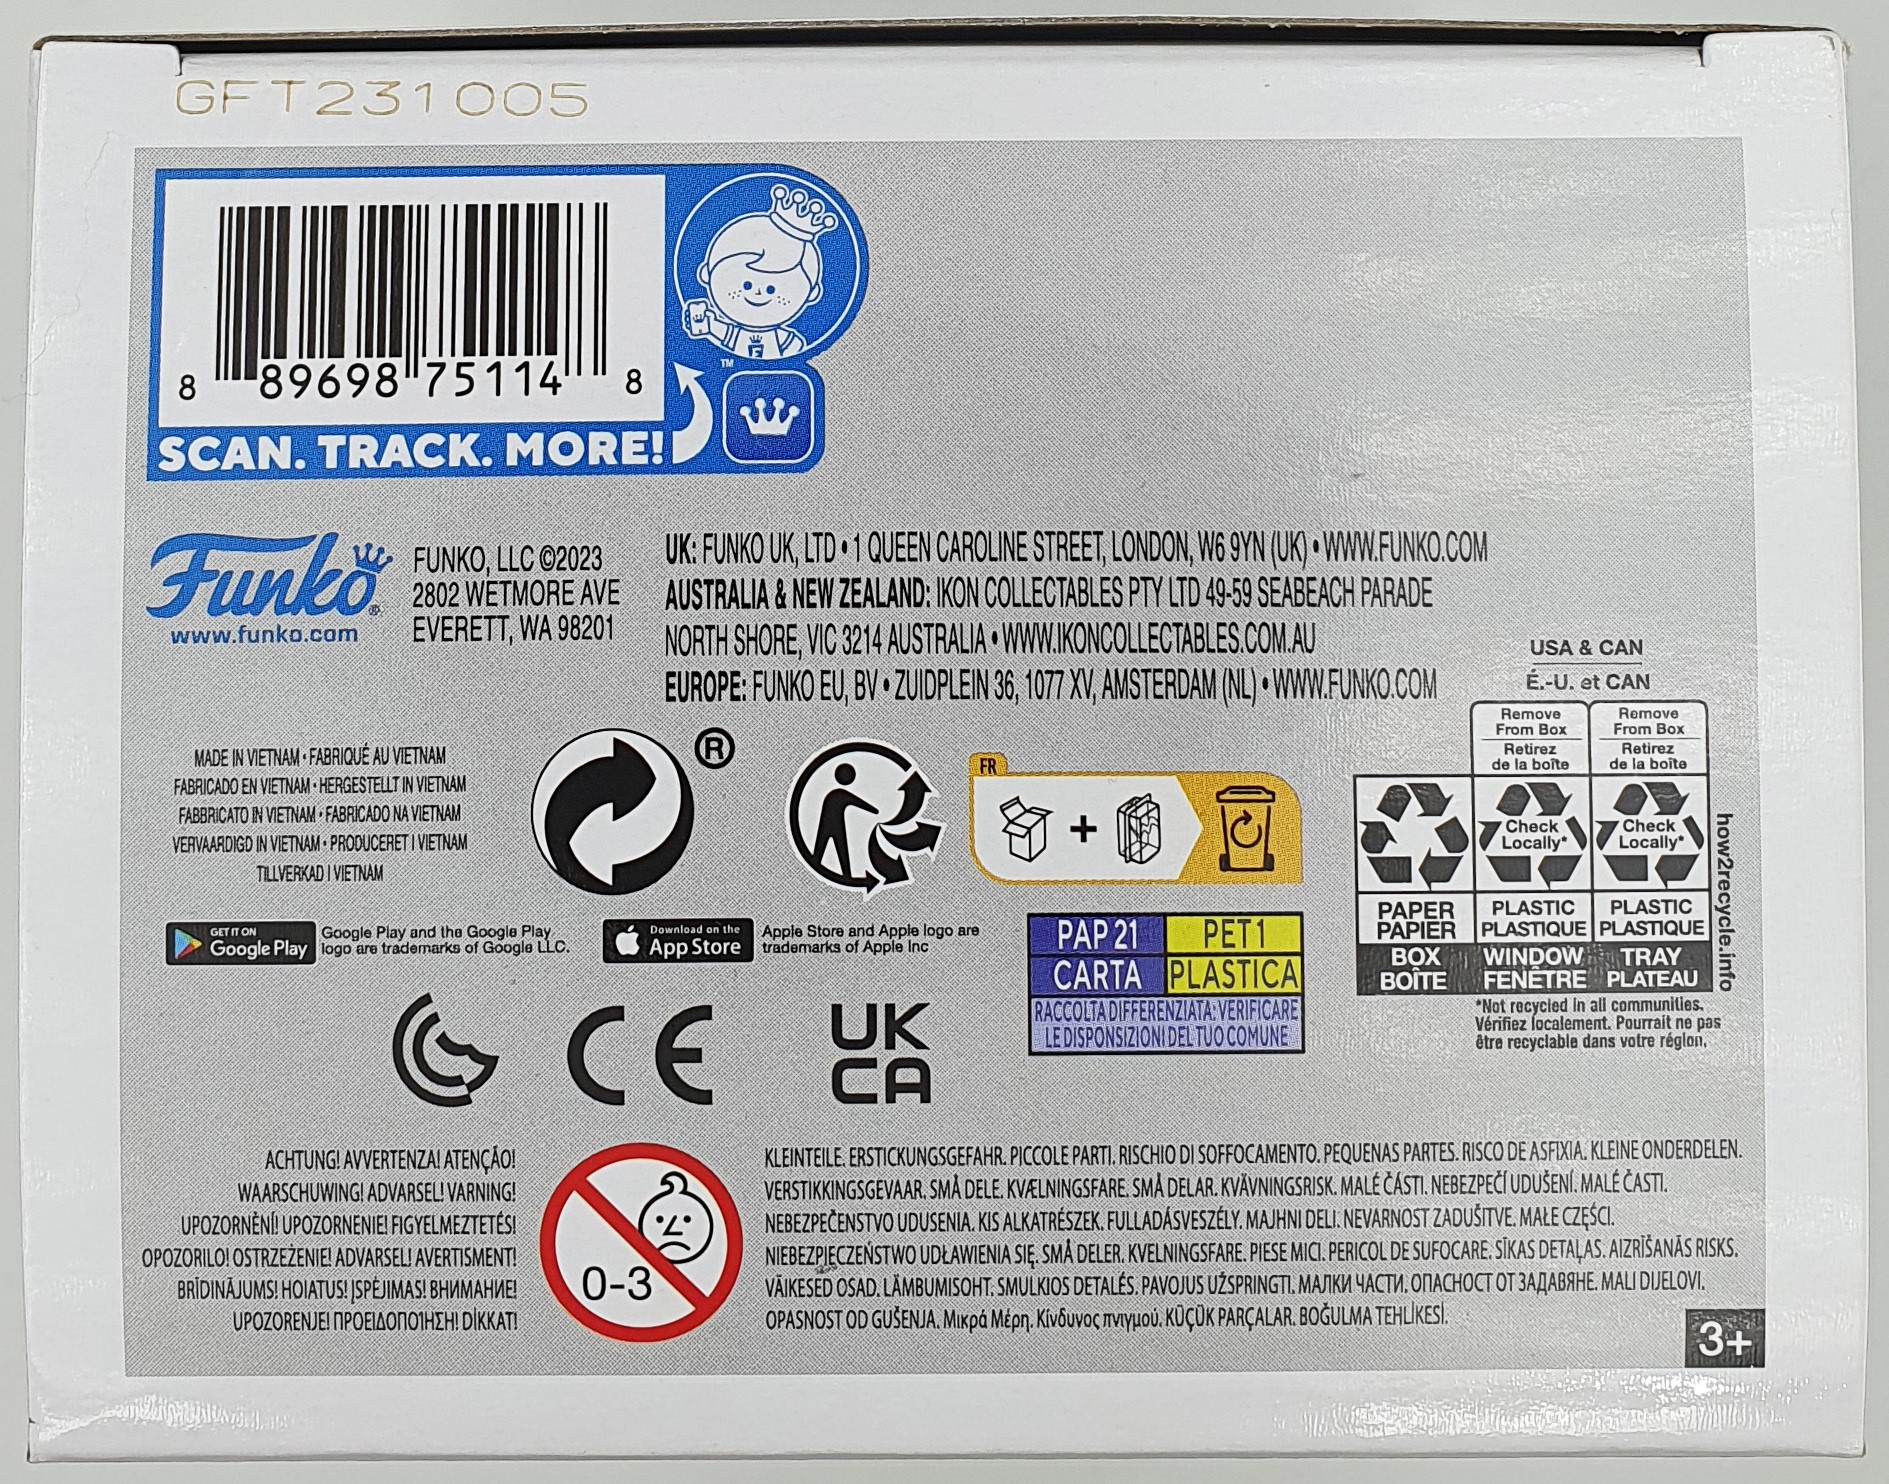 GFT231005
8 89698 75114 8
TM
SCAN. TRACK. MORE!
Funko®
www.funko.com
FUNKO, LLC ©2023
2802 WETMORE AVE
EVERETT, WA 98201
UK: FUNKO UK, LTD • 1 QUEEN CAROLINE STREET, LONDON, W6 9YN (UK) • WWW.FUNKO.COM
AUSTRALIA & NEW ZEALAND: IKON COLLECTABLES PTY LTD 49-59 SEABEACH PARADE
NORTH SHORE, VIC 3214 AUSTRALIA • WWW.IKONCOLLECTABLES.COM.AU
EUROPE: FUNKO EU, BV • ZUIDPLEIN 36, 1077 XV, AMSTERDAM (NL) • WWW.FUNKO.COM
MADE IN VIETNAM • FABRIQUÉ AU VIETNAM
FABRICADO EN VIETNAM • HERGESTELLT IN VIETNAM
FABBRICATO IN VIETNAM • FABRICADO NA VIETNAM
VERVAARDIGD IN VIETNAM • PRODUCERET I VIETNAM
TILLVERKAD I VIETNAM
®
FR
+
USA & CAN
É.-U. et CAN
Remove
From Box
Retirez
de la boîte
Remove
From Box
Retirez
de la boîte
Check
Locally*
Check
Locally*
PAPER
PAPIER
PLASTIC
PLASTIQUE
PLASTIC
PLASTIQUE
BOX
BOÎTE
WINDOW
FENÊTRE
TRAY
PLATEAU
how2recycle.info
*Not recycled in all communities.
Vérifiez localement. Pourrait ne pas
être recyclable dans votre région.
GET IT ON
Google Play
Google Play and the Google Play
logo are trademarks of Google LLC.
Download on the
App Store
Apple Store and Apple logo are
trademarks of Apple Inc
PAP 21
PET 1
CARTA
PLASTICA
RACCOLTA DIFFERENZIATA: VERIFICARE
LE DISPONSIZIONI DEL TUO COMUNE
CE
UK
CA
ACHTUNG! AVVERTENZA! ATENÇÃO!
WAARSCHUWING! ADVARSEL! VARNING!
UPOZORNĚNÍ! UPOZORNENIE! FIGYELMEZTETÉS!
OPOZORILO! OSTRZEŻENIE! ADVARSEL! AVERTISMENT!
BRĪDINĀJUMS! HOIATUS! ĮSPĖJIMAS! ВНИМАНИЕ!
UPOZORENJE! ΠΡΟΕΙΔΟΠΟΊΗΣΗ! DİKKAT!
0-3
KLEINTEILE. ERSTICKUNGSGEFAHR. PICCOLE PARTI. RISCHIO DI SOFFOCAMENTO. PEQUENAS PARTES. RISCO DE ASFIXIA. KLEINE ONDERDELEN.
VERSTIKKINGSGEVAAR. SMÅ DELE. KVÆLNINGSFARE. SMÅ DELAR. KVÄVNINGSRISK. MALÉ ČÁSTI. NEBEZPEČÍ UDUŠENÍ. MALÉ ČASTI.
NEBEZPEČENSTVO UDUSENIA. KIS ALKATRÉSZEK. FULLADÁSVESZÉLY. MAJHNI DELI. NEVARNOST ZADUŠITVE. MAŁE CZĘŚCI.
NIEBEZPIECZEŃSTWO UDŁAWIENIA SIĘ. SMÅ DELER. KVELNINGSFARE. PIESE MICI. PERICOL DE SUFOCARE. SĪKAS DETAĻAS. AIZRĪŠANĀS RISKS.
VÄIKESED OSAD. LÄMBUMISOHT. SMULKIOS DETALĖS. PAVOJUS UŽSPRINGTI. МАЛКИ ЧАСТИ. ОПАСНОСТ ОТ ЗАДАВЯНЕ. MALI DIJELOVI.
OPASNOST OD GUŠENJA. Μικρά Μέρη. Κίνδυνος πνιγμού. KÜÇÜK PARÇALAR. BOĞULMA TEHLİKESİ.
3+